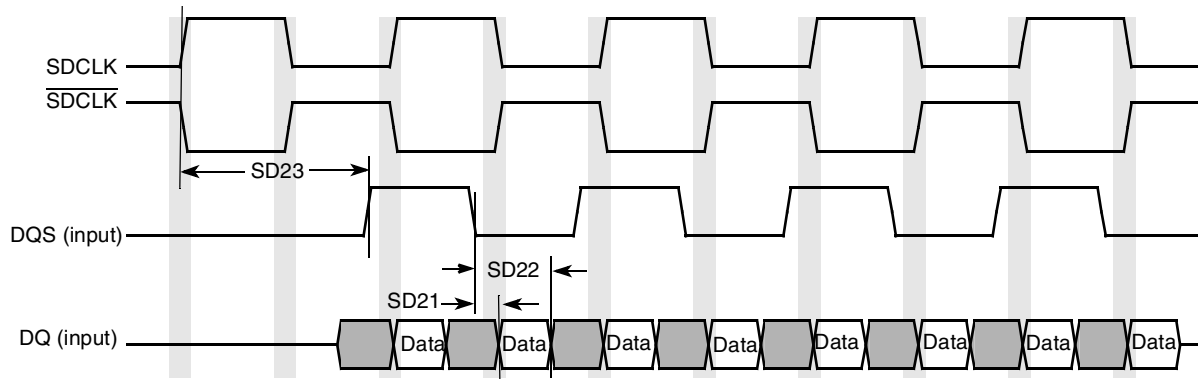 SDCLK
SDCLK
SD23
DQS (input)
SD22
SD21
DQ (input)
Data
Data
Data
Data
Data
Data
Data
Data